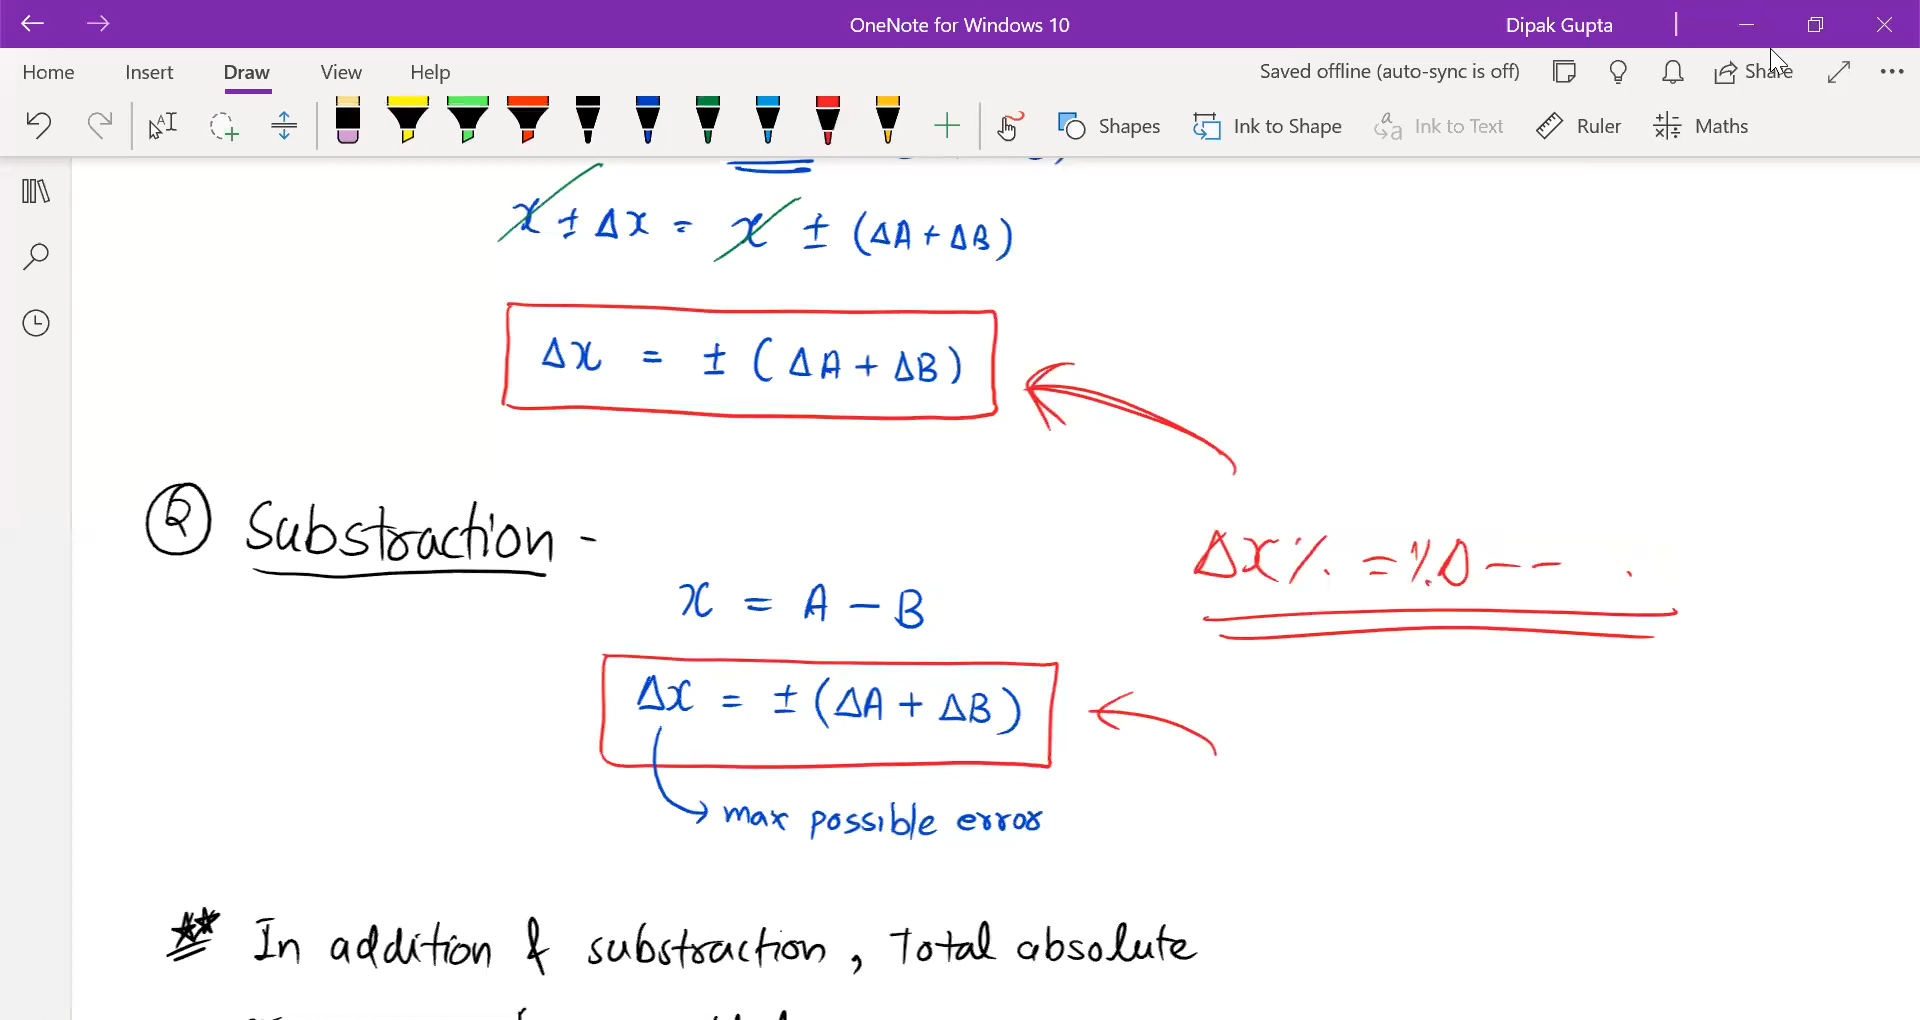 OneNote for Windows 10
Dipak Gupta
Home Insert Draw View Help
Saved offline (auto-sync is off) Share
Shapes Ink to Shape Ink to Text Ruler Maths
x ± Δx = x ± (ΔA + ΔB)
Δx = ± (ΔA + ΔB)
② Substraction -
x = A - B
Δx % = % Δ -- .
Δx = ± (ΔA + ΔB)
→ max possible error
** In addition & substraction, Total absolute